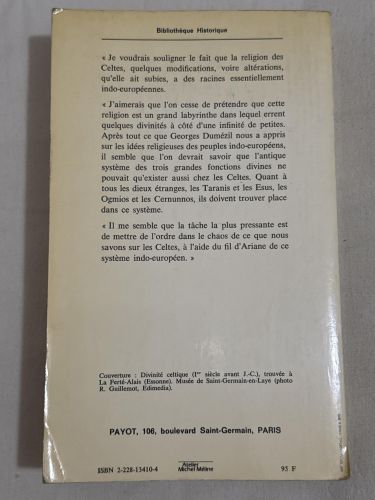 Bibliothèque Historique
« Je voudrais souligner le fait que la religion des
Celtes, quelques modifications, voire altérations,
qu'elle ait subies, a des racines essentiellement
indo-européennes.
« J'aimerais que l'on cesse de prétendre que cette
religion est un grand labyrinthe dans lequel errent
quelques divinités à côté d'une infinité de petites.
Après tout ce que Georges Dumézil nous a appris
sur les idées religieuses des peuples indo-européens,
il semble que l'on devrait savoir que l'antique
système des trois grandes fonctions divines ne
pouvait qu'exister aussi chez les Celtes. Quant à
tous les dieux étranges, les Taranis et les Esus, les
Ogmios et les Cernunnos, ils doivent trouver place
dans ce système.
« Il me semble que la tâche la plus pressante est
de mettre de l'ordre dans le chaos de ce que nous
savons sur les Celtes, à l'aide du fil d'Ariane de ce
système indo-européen. »
Couverture : Divinité celtique (Ier siècle avant J.-C.), trouvée à
La Ferté-Alais (Essonne). Musée de Saint-Germain-en-Laye (photo
R. Guillemot, Edimedia).
PAYOT, 106, boulevard Saint-Germain, PARIS
ISBN 2-228-13410-4
Atelier
Michel Méline
95 F